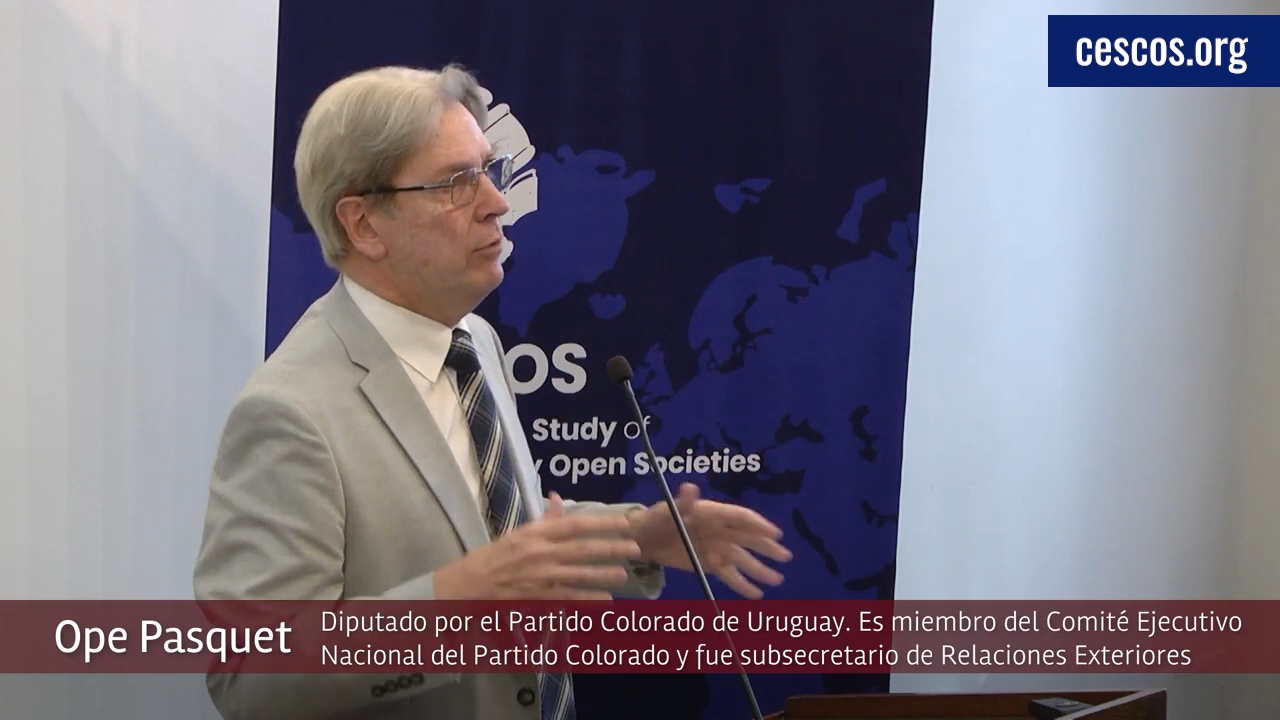 cescos.org
OS
Study of
y Open Societies
Ope Pasquet
Diputado por el Partido Colorado de Uruguay. Es miembro del Comité Ejecutivo
Nacional del Partido Colorado y fue subsecretario de Relaciones Exteriores